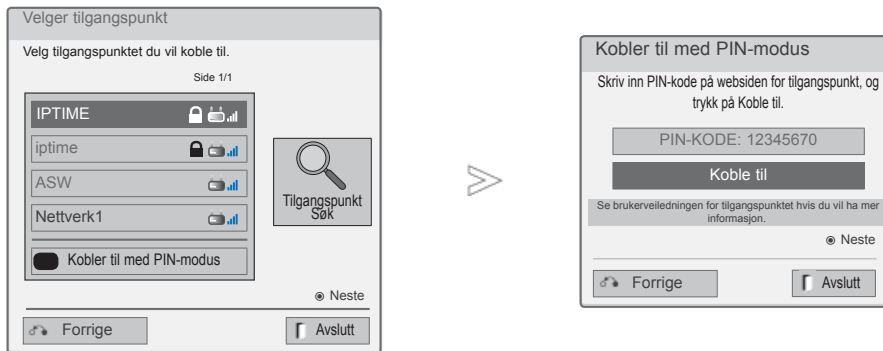 Velger tilgangspunkt
Velg tilgangspunktet du vil koble til.
Side 1/1
IPTIME
iptime
ASW
Nettverk1
Kobler til med PIN-modus
Tilgangspunkt
Søk
Neste
Forrige
Avslutt
Kobler til med PIN-modus
Skriv inn PIN-kode på websiden for tilgangspunkt, og
trykk på Koble til.
PIN-KODE: 12345670
Koble til
Se brukerveiledningen for tilgangspunktet hvis du vil ha mer
informasjon.
Neste
Forrige
Avslutt